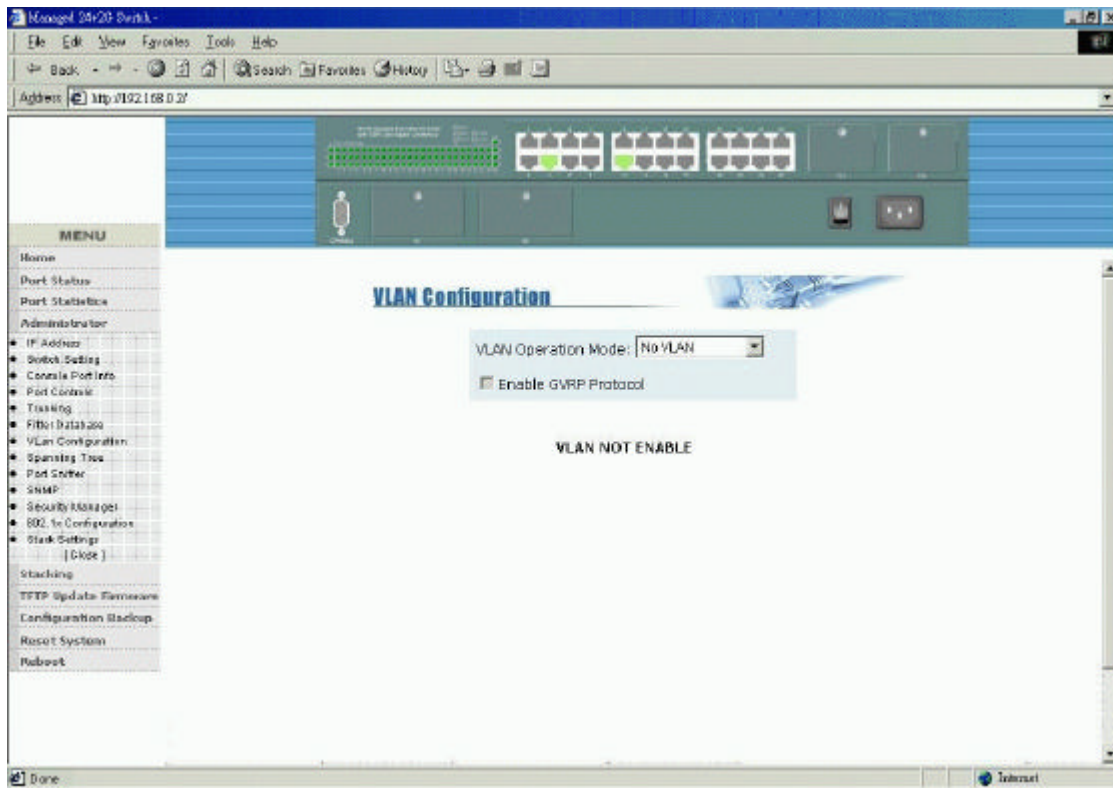 Managed 24+2G Switch -
File Edit View Favorites Tools Help
Back Search Favorites History
Address http://192.168.0.2/
MENU
Home
Port Status
Port Statistics
Administrator
IP Address
Switch Setting
Console Port Info
Port Controls
Trunking
Filter Database
VLan Configuration
Spanning Tree
Port Sniffer
SNMP
Security Manager
802.1x Configuration
Stack Settings
[ Close ]
Stacking
TFTP Update Firmware
Configuration Backup
Reset System
Reboot
VLAN Configuration
VLAN Operation Mode: No VLAN
Enable GVRP Protocol
VLAN NOT ENABLE
Done
Internet